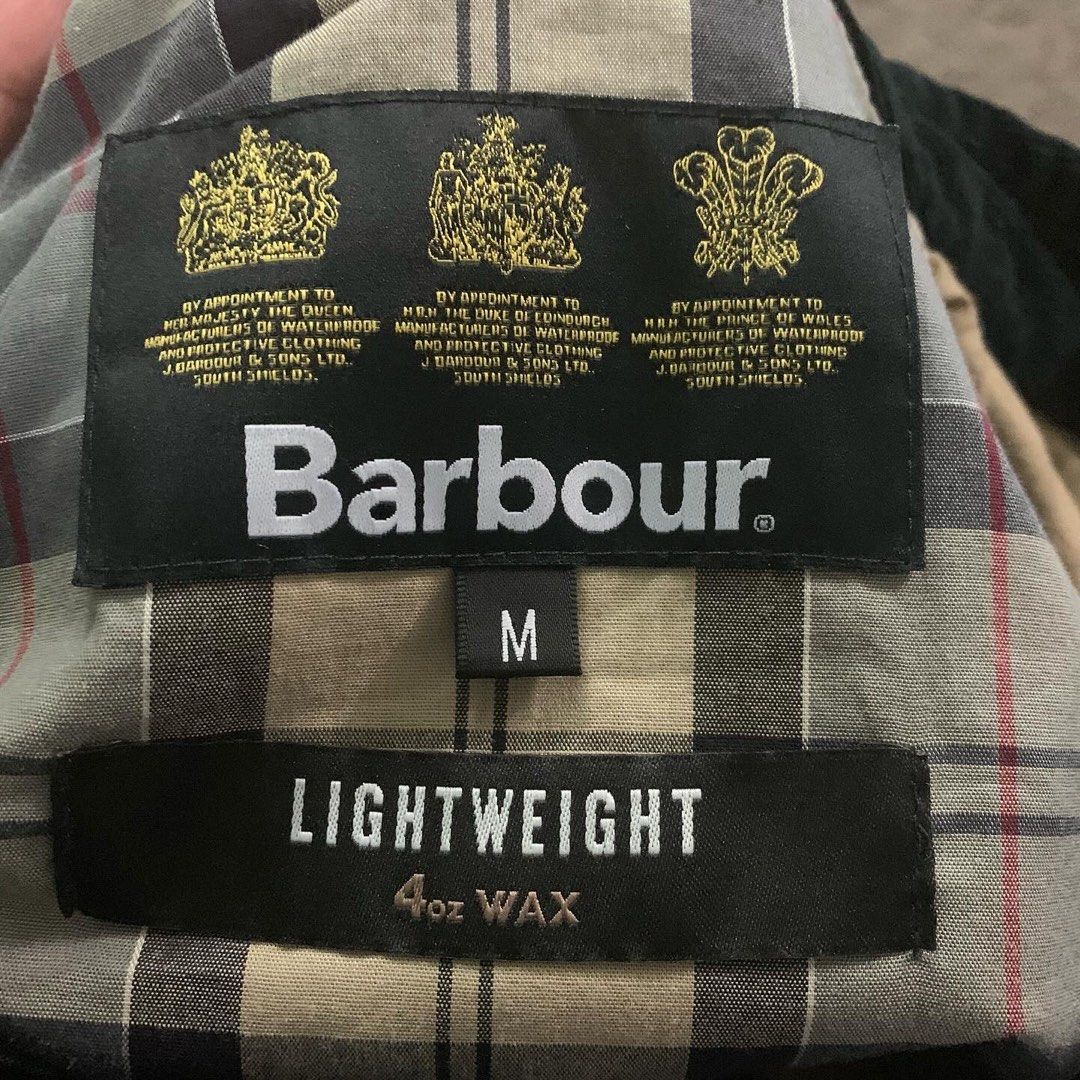 BY APPOINTMENT TO
HER MAJESTY THE QUEEN
MANUFACTURERS OF WATERPROOF
AND PROTECTIVE CLOTHING
J.BARBOUR & SONS LTD.
SOUTH SHIELDS.
BY APPOINTMENT TO
H.R.H. THE DUKE OF EDINBURGH
MANUFACTURERS OF WATERPROOF
AND PROTECTIVE CLOTHING
J.BARBOUR & SONS LTD.
SOUTH SHIELDS
BY APPOINTMENT TO
H.R.H. THE PRINCE OF WALES
MANUFACTURERS OF WATERPROOF
AND PROTECTIVE CLOTHING
J.BARBOUR & SONS LTD.
SOUTH SHIELDS
Barbour®
M
LIGHTWEIGHT
4oz WAX